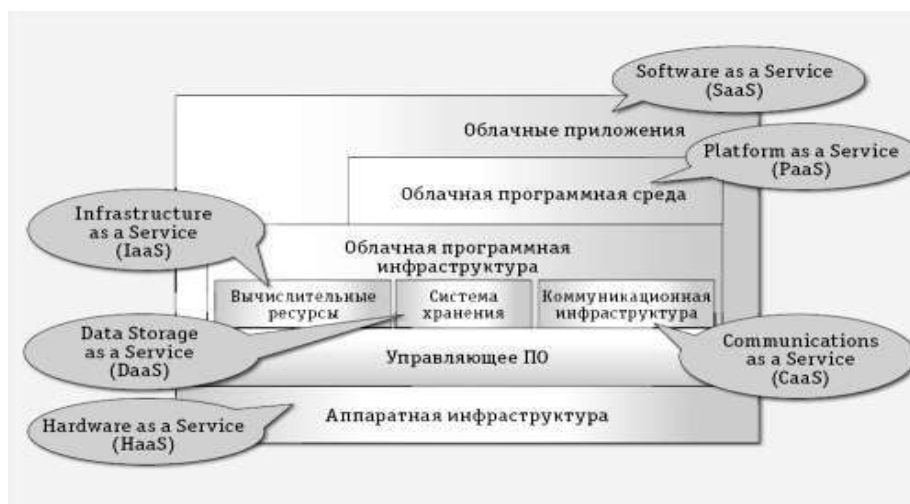 Software as a Service
(SaaS)
Облачные приложения
Platform as a Service
(PaaS)
Облачная программная среда
Infrastructure
as a Service
(IaaS)
Облачная программная
инфраструктура
Вычислительные
ресурсы
Система
хранения
Коммуникационная
инфраструктура
Data Storage
as a Service
(DaaS)
Управляющее ПО
Communications
as a Service
(CaaS)
Аппаратная инфраструктура
Hardware as a Service
(HaaS)